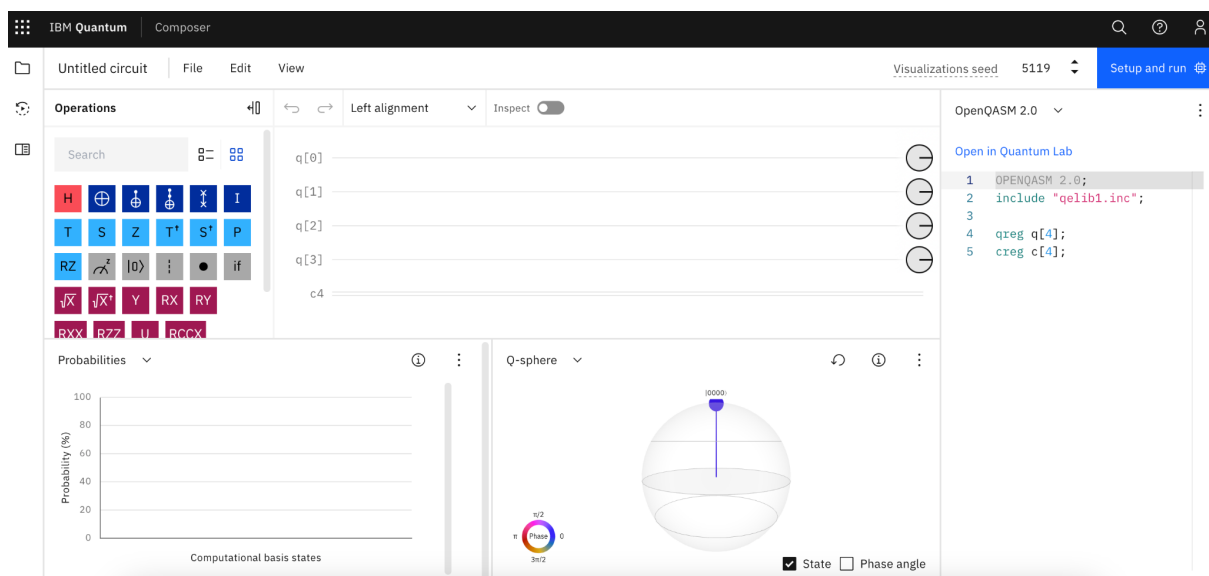 IBM Quantum Composer
Untitled circuit File Edit View Visualizations seed 5119 Setup and run
Operations Left alignment Inspect OpenQASM 2.0
Search
Open in Quantum Lab
H I
T S Z T† S† P
RZ z |0⟩ if
√X √X† Y RX RY
RXX RZZ U RCCX
q[0]
q[1]
q[2]
q[3]
c4
1 OPENQASM 2.0;
2 include "qelib1.inc";
3
4 qreg q[4];
5 creg c[4];
Probabilities
Probability (%)
100
80
60
40
20
0
Computational basis states
Q-sphere
|0000⟩
π/2
π Phase 0
3π/2
State Phase angle